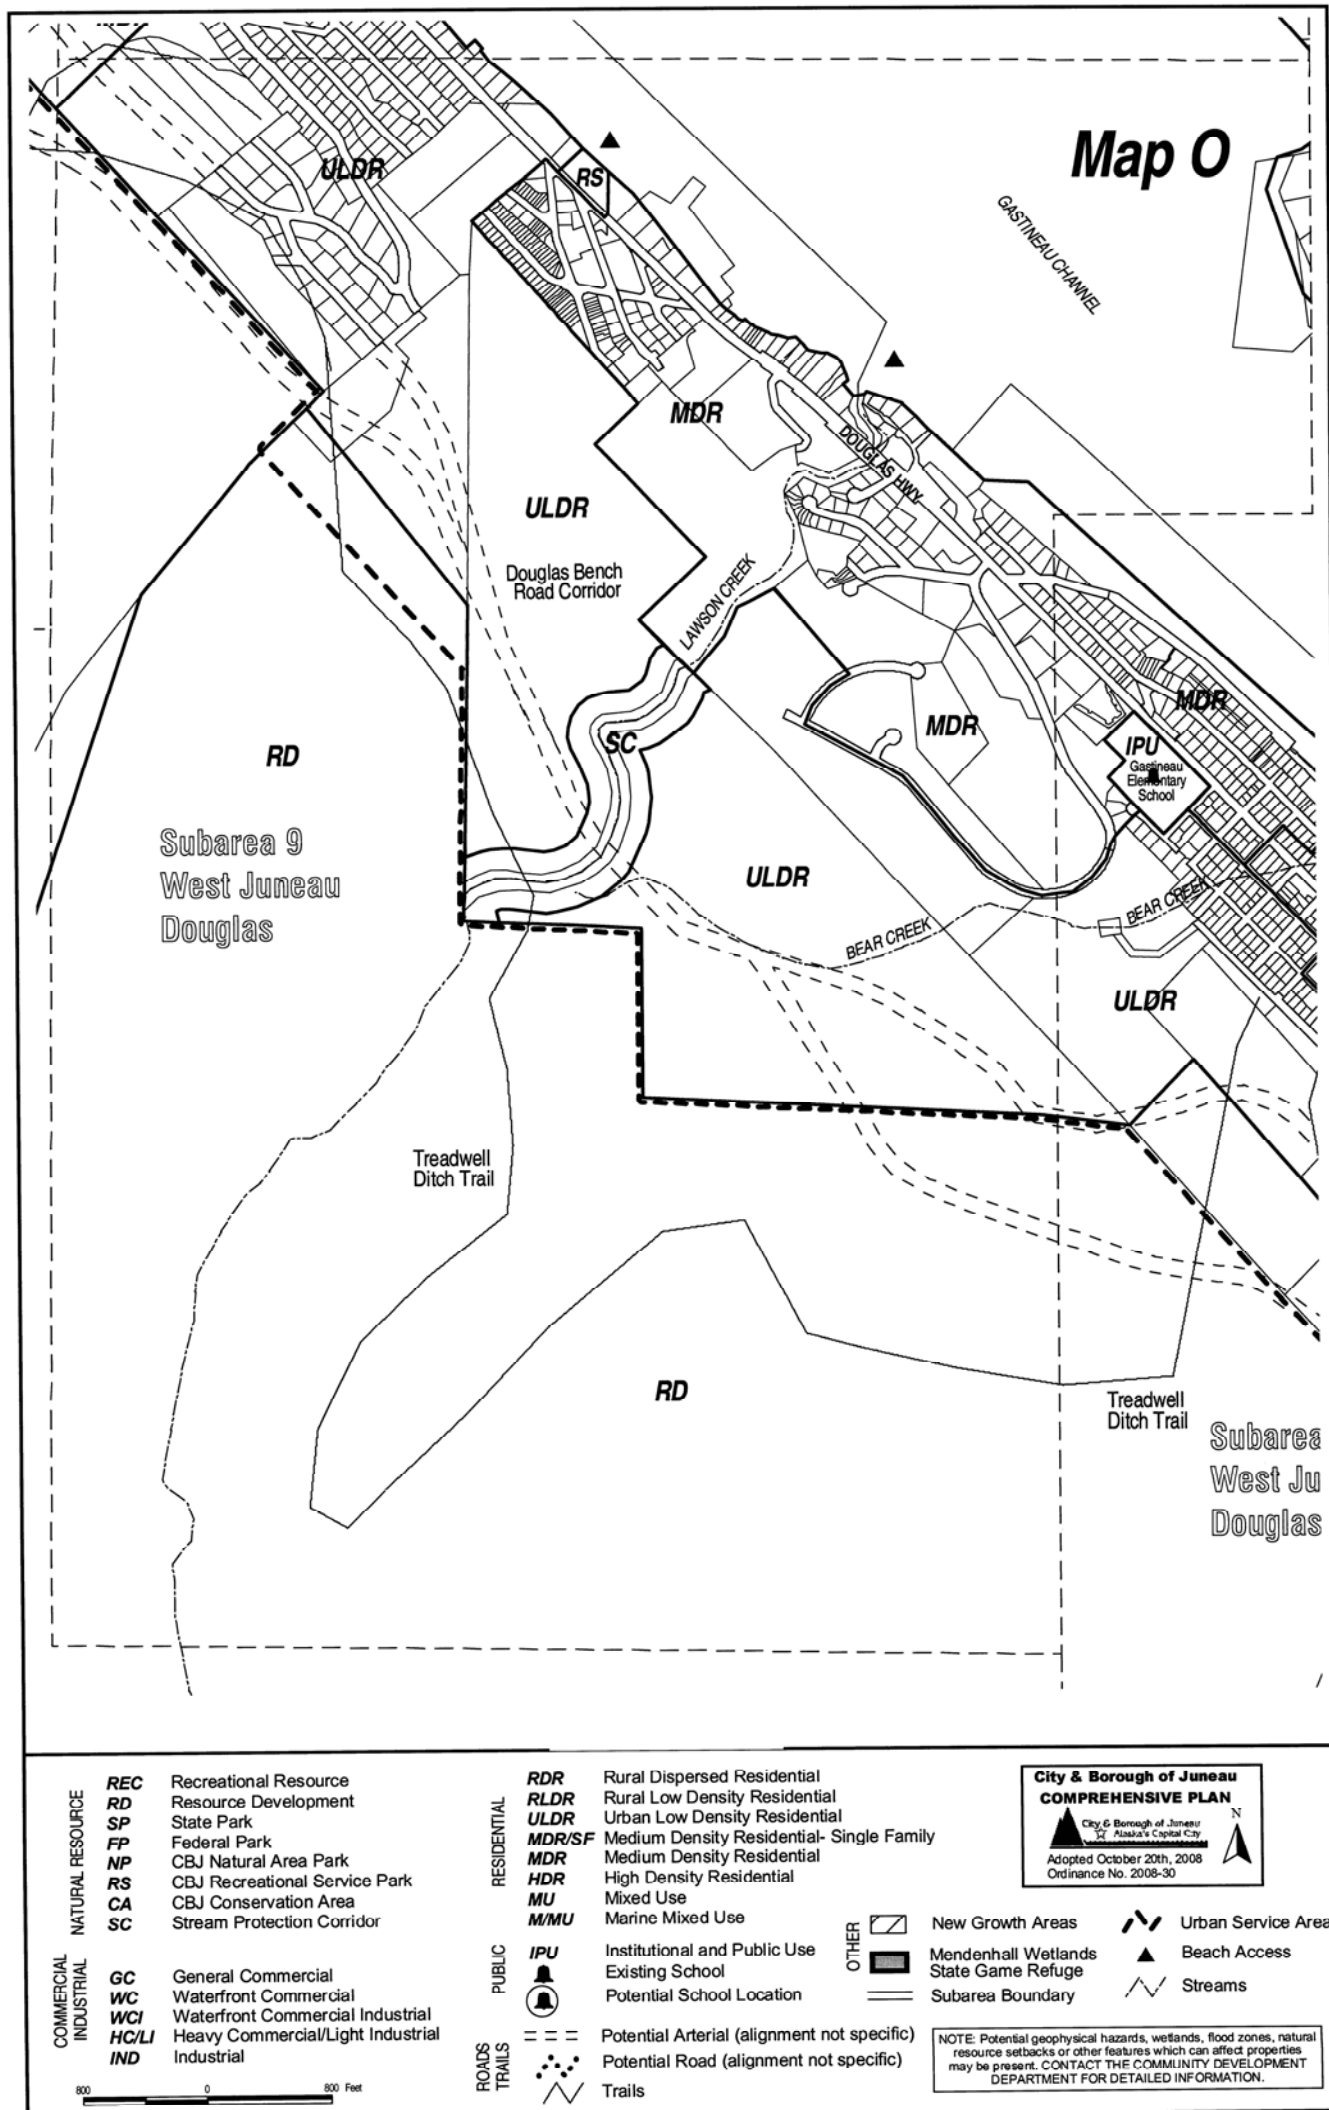 Map O
ULDR
RS
GASTINEAU CHANNEL
MDR
DOUGLAS HWY
ULDR
Douglas Bench
Road Corridor
LAWSON CREEK
MDR
SC
MDR
IPU
Gastineau
Elementary
School
RD
Subarea 9
West Juneau
Douglas
ULDR
BEAR CREEK
BEAR CREEK
ULDR
Treadwell
Ditch Trail
RD
Treadwell
Ditch Trail
Subarea
West Ju
Douglas
NATURAL RESOURCE
REC Recreational Resource
RD Resource Development
SP State Park
FP Federal Park
NP CBJ Natural Area Park
RS CBJ Recreational Service Park
CA CBJ Conservation Area
SC Stream Protection Corridor
COMMERCIAL
INDUSTRIAL
GC General Commercial
WC Waterfront Commercial
WCI Waterfront Commercial Industrial
HC/LI Heavy Commercial/Light Industrial
IND Industrial
800 0 800 Feet
RESIDENTIAL
RDR Rural Dispersed Residential
RLDR Rural Low Density Residential
ULDR Urban Low Density Residential
MDR/SF Medium Density Residential- Single Family
MDR Medium Density Residential
HDR High Density Residential
MU Mixed Use
M/MU Marine Mixed Use
PUBLIC
IPU Institutional and Public Use
Existing School
Potential School Location
ROADS
TRAILS
Potential Arterial (alignment not specific)
Potential Road (alignment not specific)
Trails
OTHER
New Growth Areas
Mendenhall Wetlands
State Game Refuge
Subarea Boundary
Urban Service Area
Beach Access
Streams
City & Borough of Juneau
COMPREHENSIVE PLAN
City & Borough of Juneau
Alaska's Capital City
N
Adopted October 20th, 2008
Ordinance No. 2008-30
NOTE: Potential geophysical hazards, wetlands, flood zones, natural
resource setbacks or other features which can affect properties
may be present. CONTACT THE COMMUNITY DEVELOPMENT
DEPARTMENT FOR DETAILED INFORMATION.